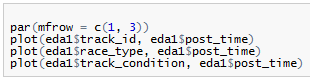 par(mfrow = c(1, 3))
plot(eda1$track_id, eda1$post_time)
plot(eda1$race_type, eda1$post_time)
plot(eda1$track_condition, eda1$post_time)